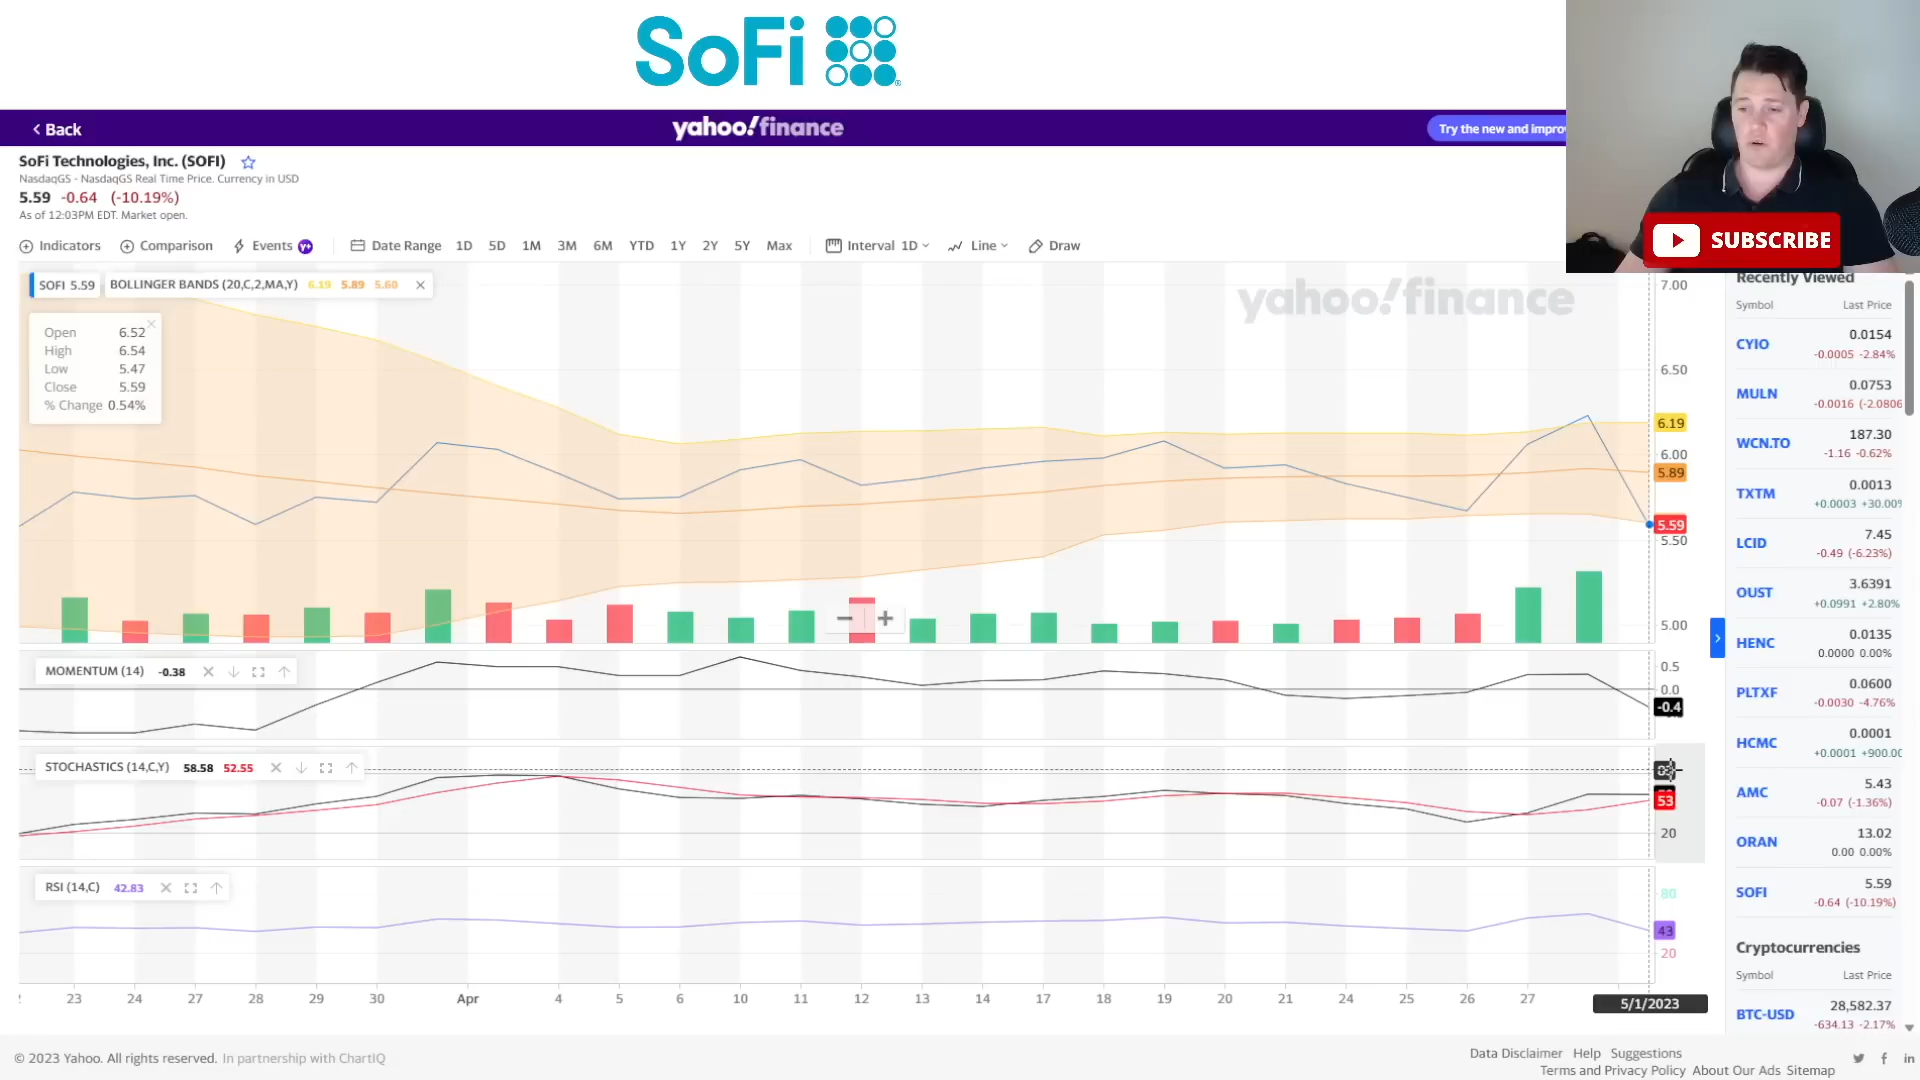 SoFi
Back
yahoo!finance
Try the new and improv
SUBSCRIBE
SoFi Technologies, Inc. (SOFI)
NasdaqGS - NasdaqGS Real Time Price. Currency in USD
5.59 -0.64 (-10.19%)
As of 12:03PM EDT. Market open.
Indicators Comparison Events Y+ Date Range 1D 5D 1M 3M 6M YTD 1Y 2Y 5Y Max Interval 1D Line Draw
SOFI 5.59 BOLLINGER BANDS (20,C,2,MA,Y) 6.19 5.89 5.60
yahoo!finance
Open 6.52
High 6.54
Low 5.47
Close 5.59
% Change 0.54%
7.00
6.50
6.19
6.00
5.89
5.59
5.50
5.00
MOMENTUM (14) -0.38
0.5
0.0
-0.4
STOCHASTICS (14,C,Y) 58.58 52.55
53
20
RSI (14,C) 42.83
80
43
20
23 24 27 28 29 30 Apr 4 5 6 10 11 12 13 14 17 18 19 20 21 24 25 26 27 5/1/2023
Recently Viewed
Symbol Last Price
CYIO 0.0154
-0.0005 -2.84%
MULN 0.0753
-0.0016 (-2.0806
WCN.TO 187.30
-1.16 -0.62%
TXTM 0.0013
+0.0003 +30.00%
LCID 7.45
-0.49 (-6.23%)
OUST 3.6391
+0.0991 +2.80%
HENC 0.0135
0.0000 0.00%
PLTXF 0.0600
-0.0030 -4.76%
HCMC 0.0001
+0.0001 +900.00
AMC 5.43
-0.07 (-1.36%)
ORAN 13.02
0.00 0.00%
SOFI 5.59
-0.64 (-10.19%)
Cryptocurrencies
Symbol Last Price
BTC-USD 28,582.37
-634.13 -2.17%
© 2023 Yahoo. All rights reserved. In partnership with ChartIQ
Data Disclaimer Help Suggestions
Terms and Privacy Policy About Our Ads Sitemap